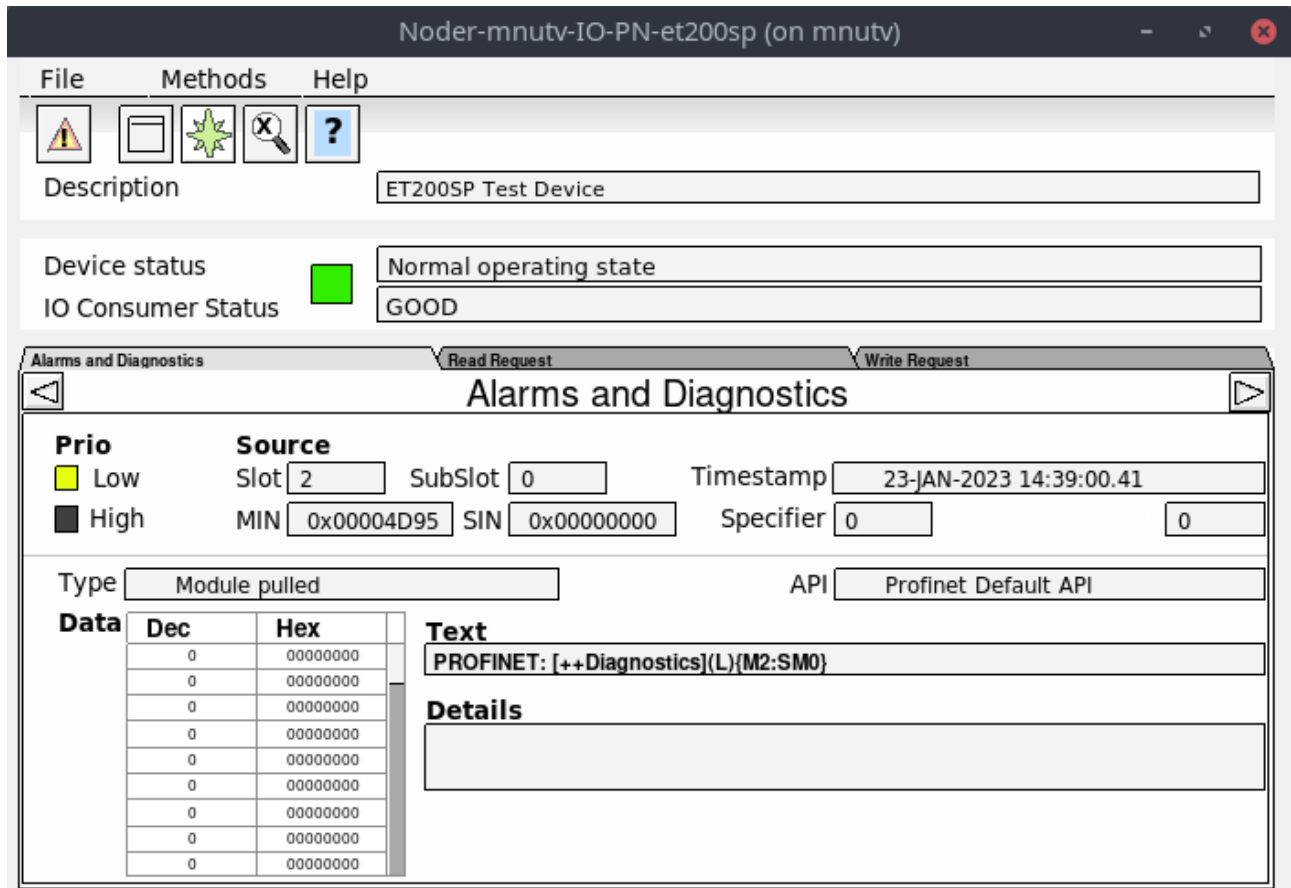 Noder-mnutv-IO-PN-et200sp (on mnutv)
File Methods Help
?
Description ET200SP Test Device
Device status Normal operating state
IO Consumer Status GOOD
Alarms and Diagnostics Read Request Write Request
Alarms and Diagnostics
Prio Source
Low Slot 2 SubSlot 0 Timestamp 23-JAN-2023 14:39:00.41
High MIN 0x00004D95 SIN 0x00000000 Specifier 0 0
Type Module pulled API Profinet Default API
Data Dec Hex Text
0 00000000 PROFINET: [++Diagnostics](L){M2:SM0}
0 00000000
0 00000000 Details
0 00000000
0 00000000
0 00000000
0 00000000
0 00000000
0 00000000